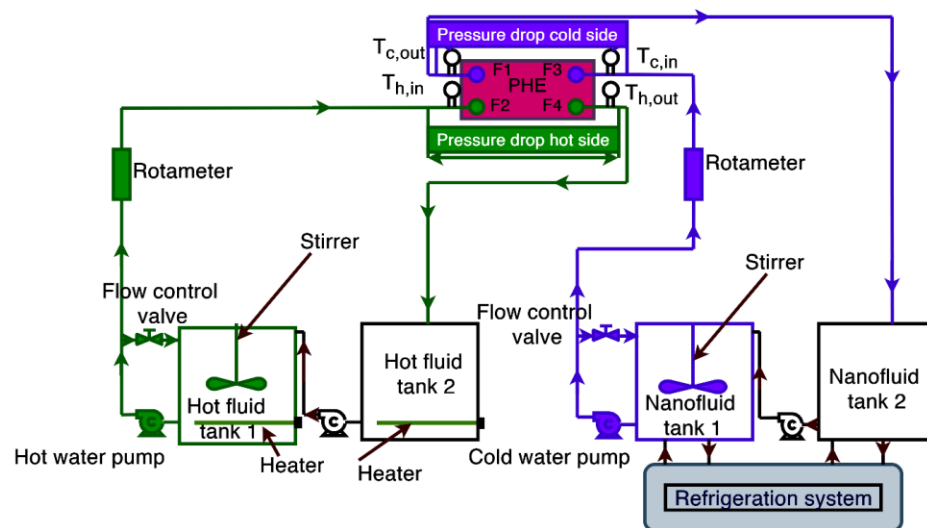 Pressure drop cold side
T_c,out
T_c,in
F1
F3
PHE
T_h,in
T_h,out
F2
F4
Pressure drop hot side
Rotameter
Rotameter
Stirrer
Stirrer
Flow control
valve
Flow control
valve
Hot fluid
tank 2
Nanofluid
tank 2
Hot fluid
tank 1
Nanofluid
tank 1
C
C
C
C
Hot water pump
Heater
Heater
Cold water pump
Refrigeration system